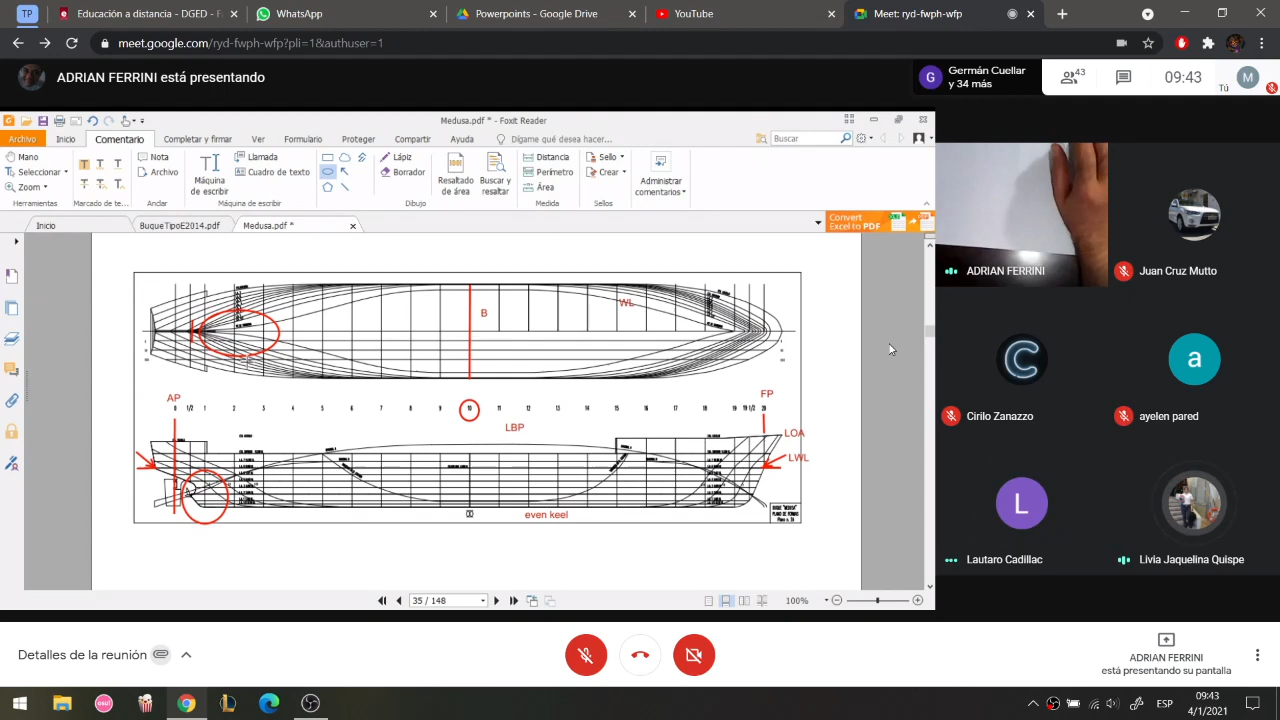 TP
Educación a distancia - DGED - F
WhatsApp
Powerpoints - Google Drive
YouTube
Meet: ryd-fwph-wfp
meet.google.com/ryd-fwph-wfp?pli=1&authuser=1
ADRIAN FERRINI está presentando
G
Germán Cuellar
y 34 más
43
09:43
Tú
M
Medusa.pdf * - Foxit Reader
Archivo
Inicio
Comentario
Completar y firmar
Ver
Formulario
Proteger
Compartir
Ayuda
Dígame qué desea hacer...
Buscar
Mano
Seleccionar
Zoom
Herramientas
T T T
Marcado de te...
Nota
Archivo
Andar
Máquina
de escribir
Llamada
Cuadro de texto
Máquina de escribir
Lápiz
Borrador
Dibujo
Resaltado
de área
Buscar y
resaltar
Distancia
Perímetro
Área
Medida
Sello
Crear
Sellos
Administrar
comentarios
Inicio
BuqueTipoE2014.pdf
Medusa.pdf *
Convert
Excel to PDF
B
WL
AP
FP
0 1/2 1 2 3 4 5 6 7 8 9 10 11 12 13 14 15 16 17 18 19 19 1/2 20
LBP
LOA
LWL
even keel
BUQUE "MEDUSA"
PLANO DE FORMAS
35 / 148
100%
ADRIAN FERRINI
Juan Cruz Mutto
C
Cirilo Zanazzo
a
ayelen pared
L
Lautaro Cadillac
Livia Jaquelina Quispe
Detalles de la reunión
ADRIAN FERRINI
está presentando su pantalla
osu!
ESP
09:43
4/1/2021